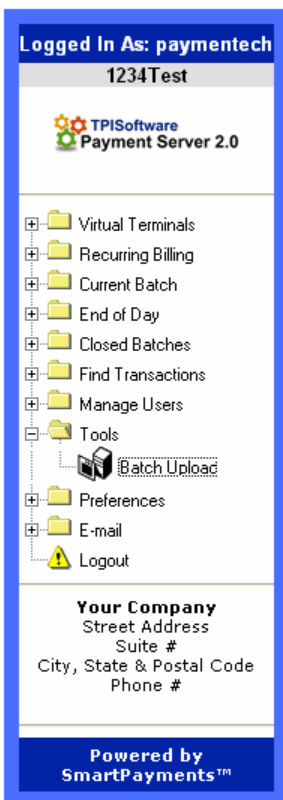 Logged In As: paymentech
1234Test
TPISoftware
Payment Server 2.0
Virtual Terminals
Recurring Billing
Current Batch
End of Day
Closed Batches
Find Transactions
Manage Users
Tools
Batch Upload
Preferences
E-mail
Logout
Your Company
Street Address
Suite #
City, State & Postal Code
Phone #
Powered by
SmartPayments™